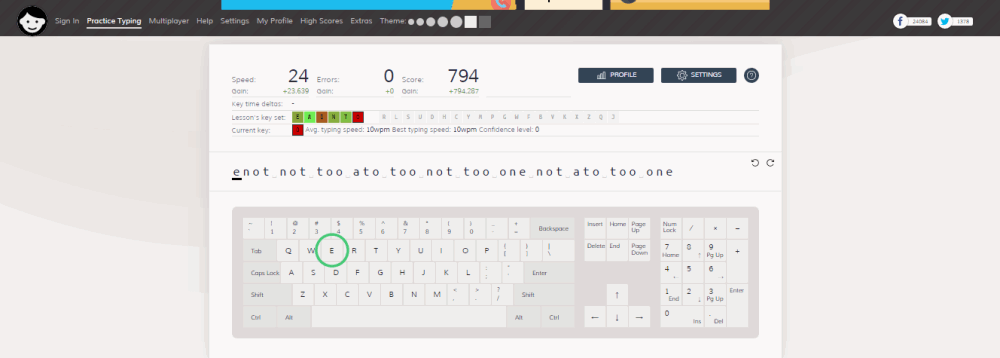 Sign In Practice Typing Multiplayer Help Settings My Profile High Scores Extras Theme: 24084 1378
Speed: 24 Errors: 0 Score: 794 PROFILE SETTINGS ?
Gain: +23.639 Gain: +0 Gain: +794.287
Key time deltas: -
Lesson's key set: E A I N T R L S U D H C Y P G M W F B V K X Z Q J
Current key: Avg. typing speed: 10wpm Best typing speed: 10wpm Confidence level: 0
enot_not_too_ato_too_not_too_one_not_ato_too_one
~ ` ! 1 @ 2 # 3 $ 4 % 5 ^ 6 & 7 * 8 ( 9 ) 0 _ - + = Backspace Insert Home Page Up Num Lock / * -
Tab Q W E R T Y U I O P { [ } ] | \ Delete End Page Down 7 Home 8 ↑ 9 Pg Up +
Caps Lock A S D F G H J K L : ; " ' Enter 4 5 6
Shift Z X C V B N M < , > . ? / Shift ↑ 1 End 2 ↓ 3 Pg Up Enter
Ctrl Alt Alt Ctrl ← ↓ → 0 Ins . Del